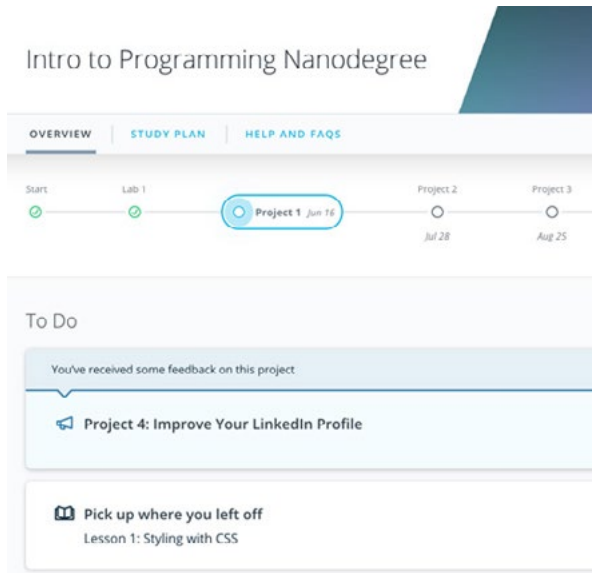 Intro to Programming Nanodegree
OVERVIEW STUDY PLAN HELP AND FAQS
Start Lab 1 Project 2 Project 3
Project 1 Jun 16
Jul 28 Aug 25
To Do
You've received some feedback on this project
Project 4: Improve Your LinkedIn Profile
Pick up where you left off
Lesson 1: Styling with CSS